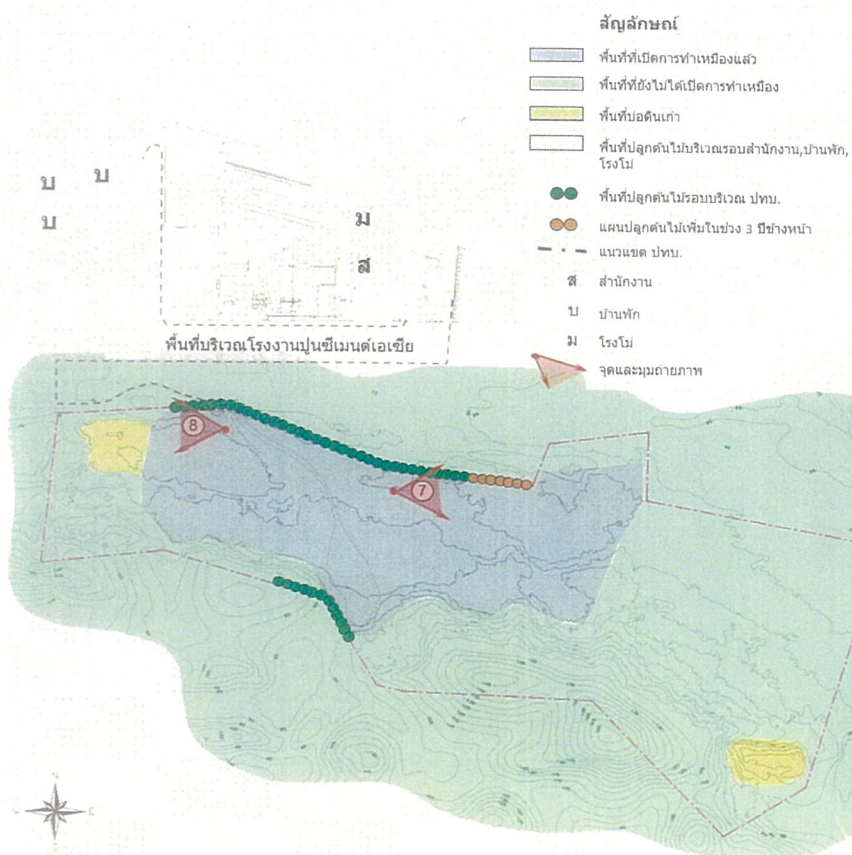 สัญลักษณ์
พื้นที่ที่เปิดการทำเหมืองแล้ว
พื้นที่ที่ยังไม่ได้เปิดการทำเหมือง
พื้นที่บ่อดินเก่า
พื้นที่ปลูกต้นไม้บริเวณรอบสำนักงาน,บ้านพัก,
โรงโม่
พื้นที่ปลูกต้นไม้รอบบริเวณ ปทบ.
แผนปลูกต้นไม้เพิ่มในช่วง 3 ปีข้างหน้า
แนวเขต ปทบ.
ส สำนักงาน
บ บ้านพัก
ม โรงโม่
จุดและมุมถ่ายภาพ
บ บ
บ
ม
ส
พื้นที่บริเวณโรงงานปูนซีเมนต์เอเซีย
8
7
N
E